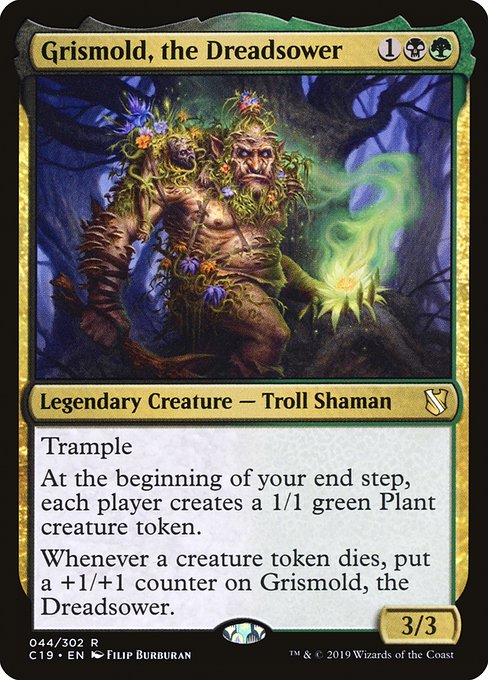 Grismold, the Dreadsower 1
Legendary Creature — Troll Shaman
Trample
At the beginning of your end step,
each player creates a 1/1 green Plant
creature token.
Whenever a creature token dies, put
a +1/+1 counter on Grismold, the
Dreadsower.
3/3
044/302 R
C19 • EN Filip Burburan ™ & © 2019 Wizards of the Coast